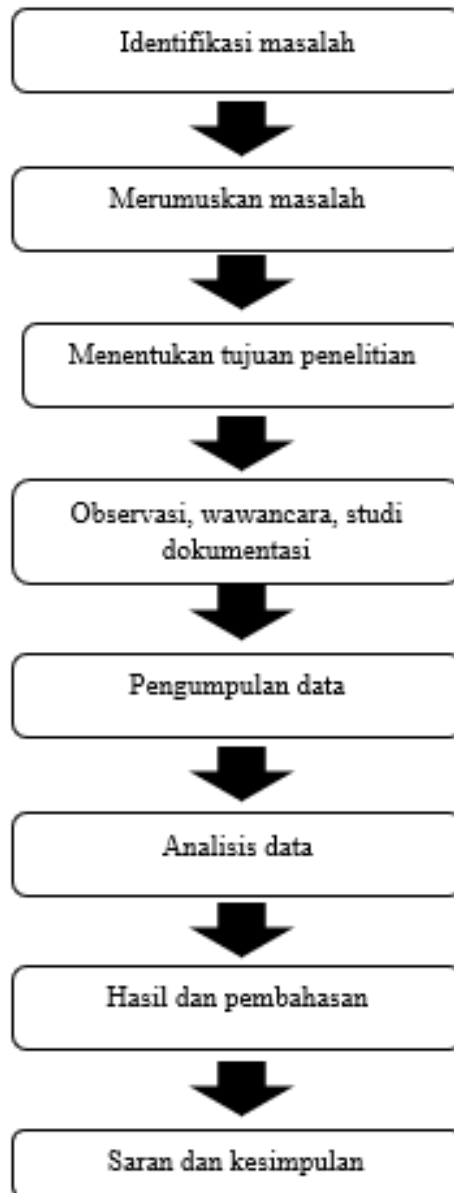 Identifikasi masalah
Merumuskan masalah
Menentukan tujuan penelitian
Observasi, wawancara, studi
dokumentasi
Pengumpulan data
Analisis data
Hasil dan pembahasan
Saran dan kesimpulan